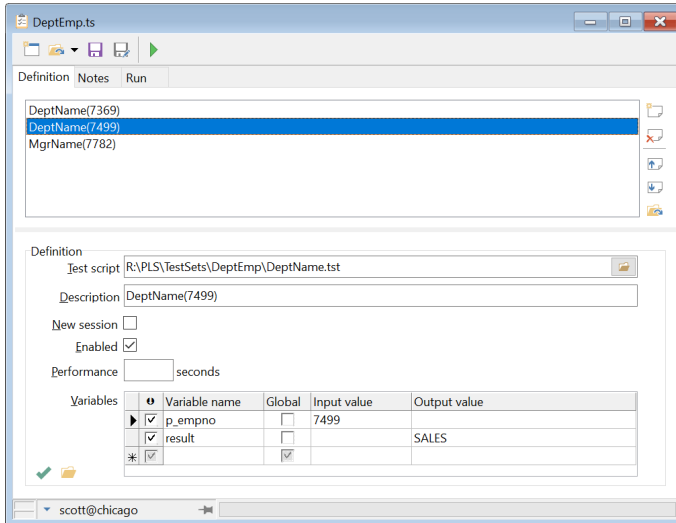 DeptEmp.ts
Definition Notes Run
DeptName(7369)
DeptName(7499)
MgrName(7782)
Definition
Test script R:\PLS\TestSets\DeptEmp\DeptName.tst
Description DeptName(7499)
New session
Enabled
Performance seconds
Variables Variable name Global Input value Output value
p_empno 7499
result SALES
scott@chicago